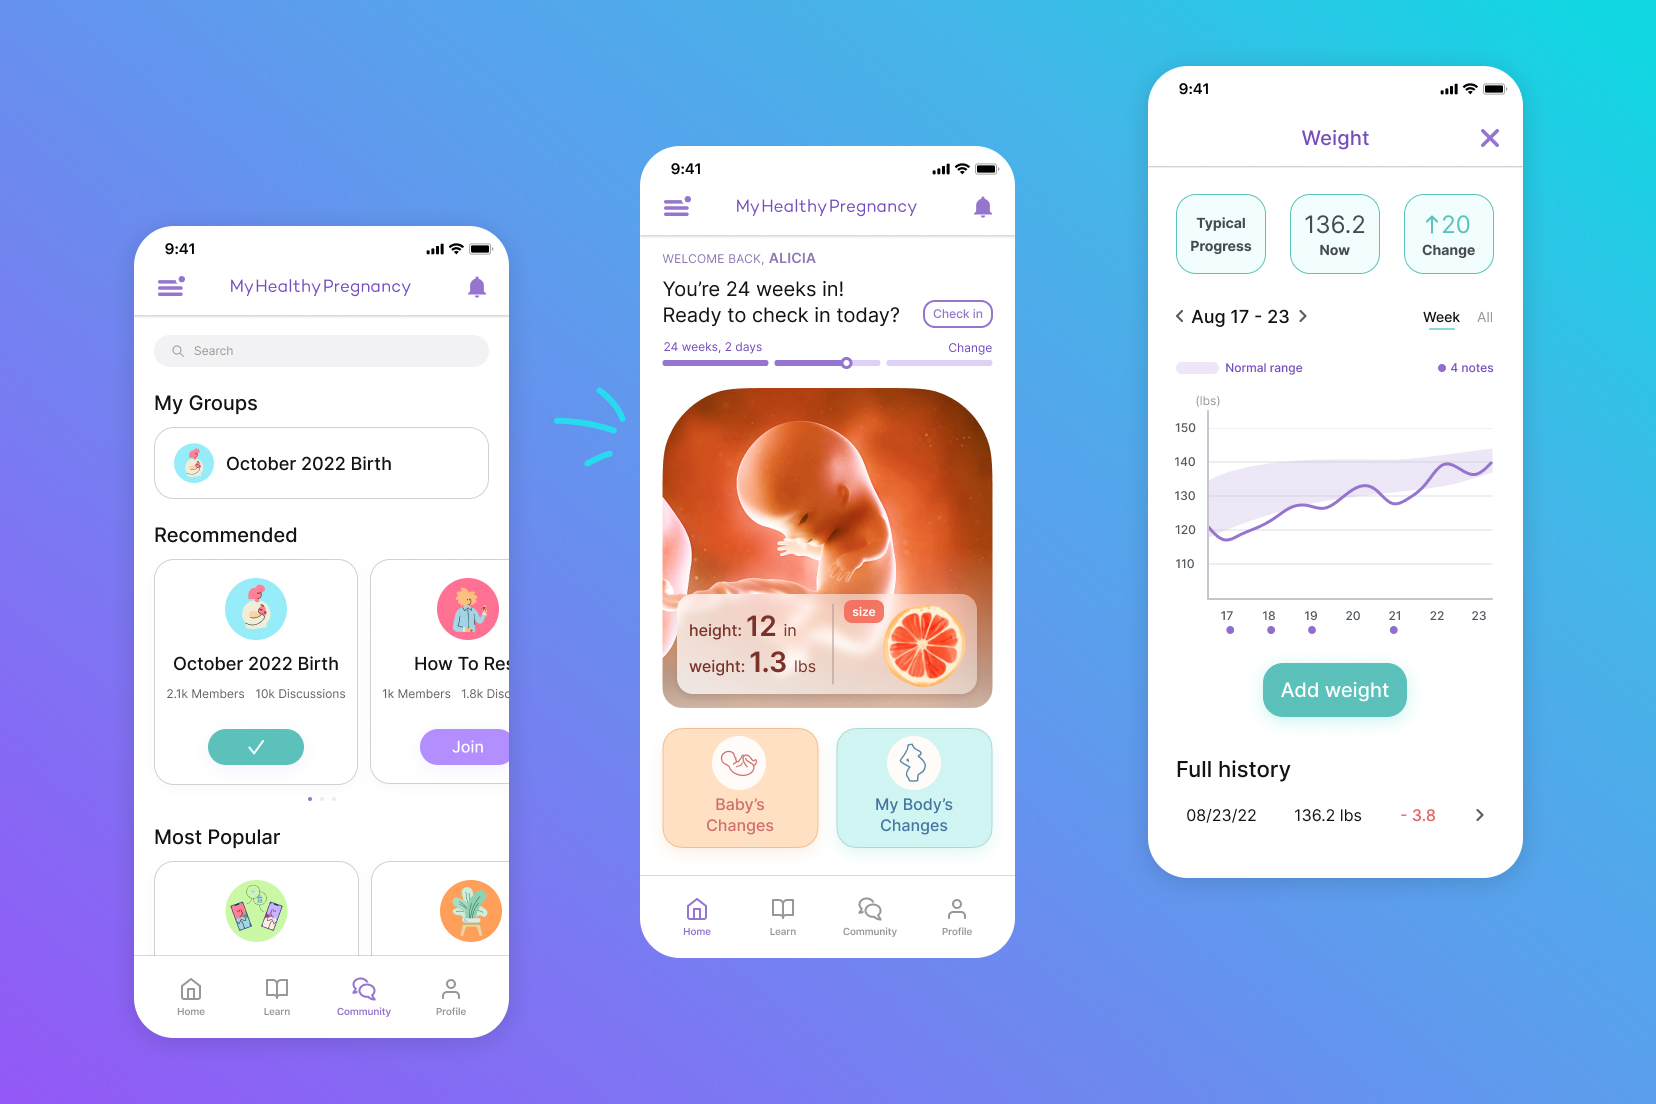 9:41
MyHealthyPregnancy
Search
My Groups
October 2022 Birth
Recommended
October 2022 Birth
2.1k Members 10k Discussions
How To Res
1k Members 1.8k Disc
Join
Most Popular
Home Learn Community Profile
9:41
MyHealthyPregnancy
WELCOME BACK, ALICIA
You’re 24 weeks in!
Ready to check in today?
Check in
24 weeks, 2 days
Change
height: 12 in
weight: 1.3 lbs
size
Baby’s
Changes
My Body’s
Changes
Home Learn Community Profile
9:41
Weight
Typical
Progress
136.2
Now
↑20
Change
Aug 17 - 23
Week All
Normal range
4 notes
(lbs)
150
140
130
120
110
17 18 19 20 21 22 23
Add weight
Full history
08/23/22 136.2 lbs - 3.8